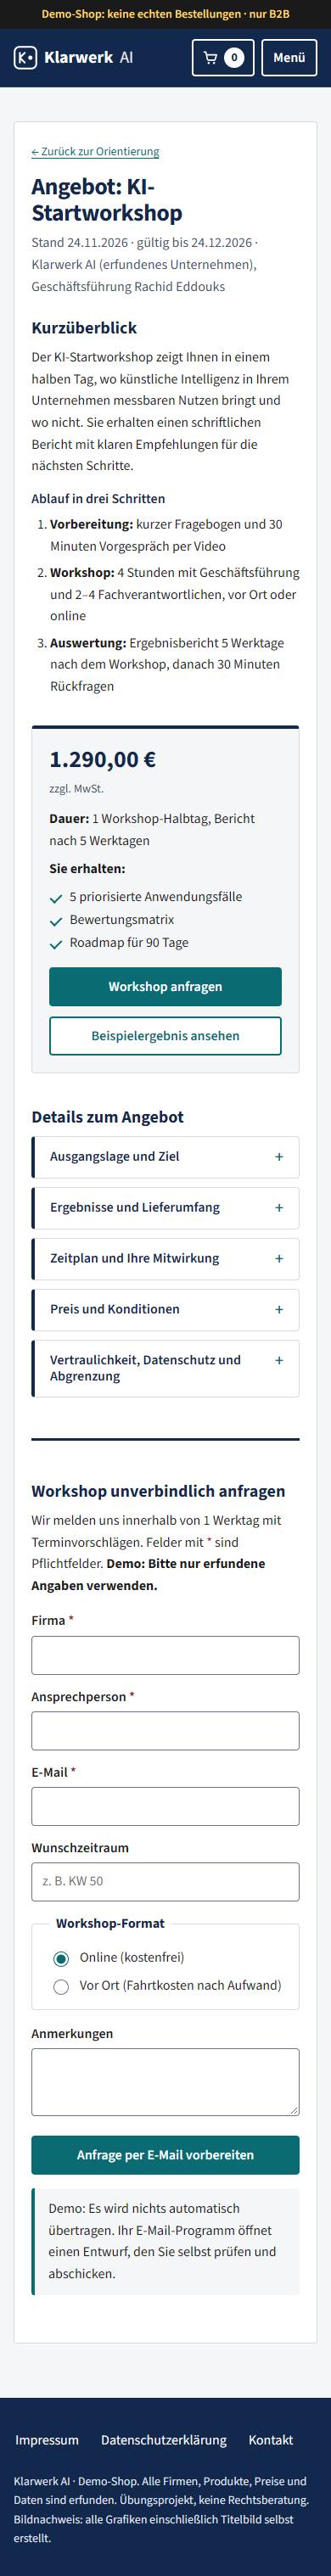 Demo-Shop: keine echten Bestellungen · nur B2B
K Klarwerk AI
0
Menü
← Zurück zur Orientierung
Angebot: KI-
Startworkshop
Stand 24.11.2026 · gültig bis 24.12.2026 ·
Klarwerk AI (erfundenes Unternehmen),
Geschäftsführung Rachid Eddouks
Kurzüberblick
Der KI-Startworkshop zeigt Ihnen in einem
halben Tag, wo künstliche Intelligenz in Ihrem
Unternehmen messbaren Nutzen bringt und
wo nicht. Sie erhalten einen schriftlichen
Bericht mit klaren Empfehlungen für die
nächsten Schritte.
Ablauf in drei Schritten
1. Vorbereitung: kurzer Fragebogen und 30
Minuten Vorgespräch per Video
2. Workshop: 4 Stunden mit Geschäftsführung
und 2–4 Fachverantwortlichen, vor Ort oder
online
3. Auswertung: Ergebnisbericht 5 Werktage
nach dem Workshop, danach 30 Minuten
Rückfragen
1.290,00 €
zzgl. MwSt.
Dauer: 1 Workshop-Halbtag, Bericht
nach 5 Werktagen
Sie erhalten:
5 priorisierte Anwendungsfälle
Bewertungsmatrix
Roadmap für 90 Tage
Workshop anfragen
Beispielergebnis ansehen
Details zum Angebot
Ausgangslage und Ziel +
Ergebnisse und Lieferumfang +
Zeitplan und Ihre Mitwirkung +
Preis und Konditionen +
Vertraulichkeit, Datenschutz und +
Abgrenzung
Workshop unverbindlich anfragen
Wir melden uns innerhalb von 1 Werktag mit
Terminvorschlägen. Felder mit * sind
Pflichtfelder. Demo: Bitte nur erfundene
Angaben verwenden.
Firma *
Ansprechperson *
E-Mail *
Wunschzeitraum
z. B. KW 50
Workshop-Format
Online (kostenfrei)
Vor Ort (Fahrtkosten nach Aufwand)
Anmerkungen
Anfrage per E-Mail vorbereiten
Demo: Es wird nichts automatisch
übertragen. Ihr E-Mail-Programm öffnet
einen Entwurf, den Sie selbst prüfen und
abschicken.
Impressum Datenschutzerklärung Kontakt
Klarwerk AI · Demo-Shop. Alle Firmen, Produkte, Preise und
Daten sind erfunden. Übungsprojekt, keine Rechtsberatung.
Bildnachweis: alle Grafiken einschließlich Titelbild selbst
erstellt.